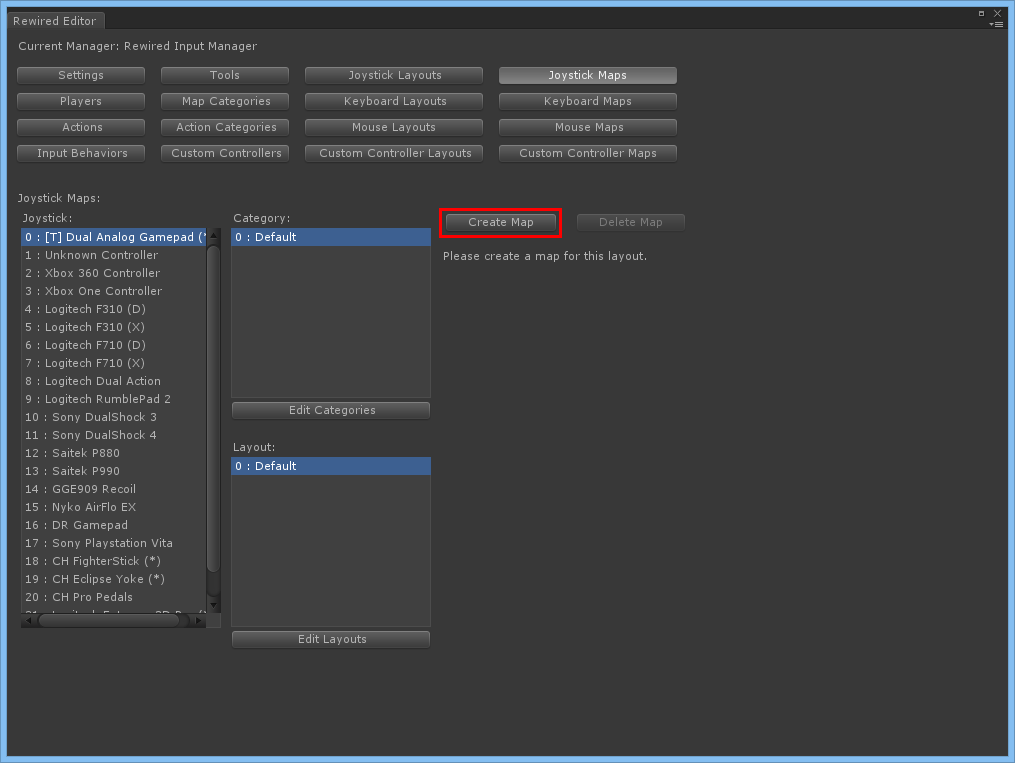 Rewired Editor
Current Manager: Rewired Input Manager
Settings Tools Joystick Layouts Joystick Maps
Players Map Categories Keyboard Layouts Keyboard Maps
Actions Action Categories Mouse Layouts Mouse Maps
Input Behaviors Custom Controllers Custom Controller Layouts Custom Controller Maps
Joystick Maps:
Joystick:
0 : [T] Dual Analog Gamepad (*
1 : Unknown Controller
2 : Xbox 360 Controller
3 : Xbox One Controller
4 : Logitech F310 (D)
5 : Logitech F310 (X)
6 : Logitech F710 (D)
7 : Logitech F710 (X)
8 : Logitech Dual Action
9 : Logitech RumblePad 2
10 : Sony DualShock 3
11 : Sony DualShock 4
12 : Saitek P880
13 : Saitek P990
14 : GGE909 Recoil
15 : Nyko AirFlo EX
16 : DR Gamepad
17 : Sony Playstation Vita
18 : CH FighterStick (*)
19 : CH Eclipse Yoke (*)
20 : CH Pro Pedals
Category:
0 : Default
Edit Categories
Layout:
0 : Default
Edit Layouts
Create Map Delete Map
Please create a map for this layout.